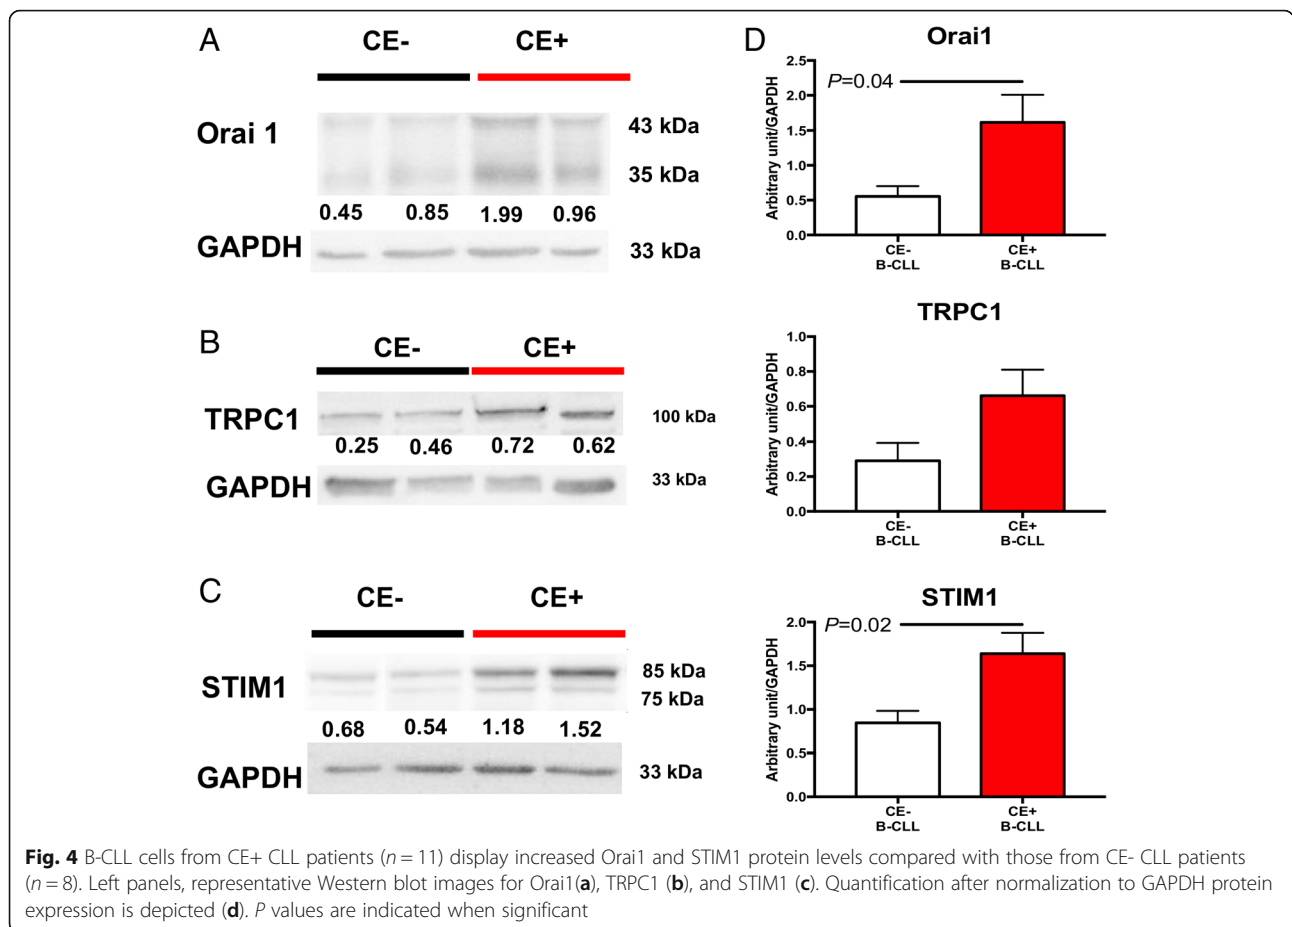 A
CE-
CE+
Orai 1
43 kDa
35 kDa
0.45 0.85 1.99 0.96
GAPDH
33 kDa
B
CE-
CE+
TRPC1
100 kDa
0.25 0.46 0.72 0.62
GAPDH
33 kDa
C
CE-
CE+
STIM1
85 kDa
75 kDa
0.68 0.54 1.18 1.52
GAPDH
33 kDa
D
Orai1
P=0.04
Arbitrary unit/GAPDH
2.5
2.0
1.5
1.0
0.5
0.0
CE-
B-CLL
CE+
B-CLL
TRPC1
Arbitrary unit/GAPDH
1.0
0.8
0.6
0.4
0.2
0.0
CE-
B-CLL
CE+
B-CLL
STIM1
P=0.02
Arbitrary unit/GAPDH
2.0
1.5
1.0
0.5
0.0
CE-
B-CLL
CE+
B-CLL
Fig. 4 B-CLL cells from CE+ CLL patients (n = 11) display increased Orai1 and STIM1 protein levels compared with those from CE- CLL patients
(n = 8). Left panels, representative Western blot images for Orai1(a), TRPC1 (b), and STIM1 (c). Quantification after normalization to GAPDH protein
expression is depicted (d). P values are indicated when significant